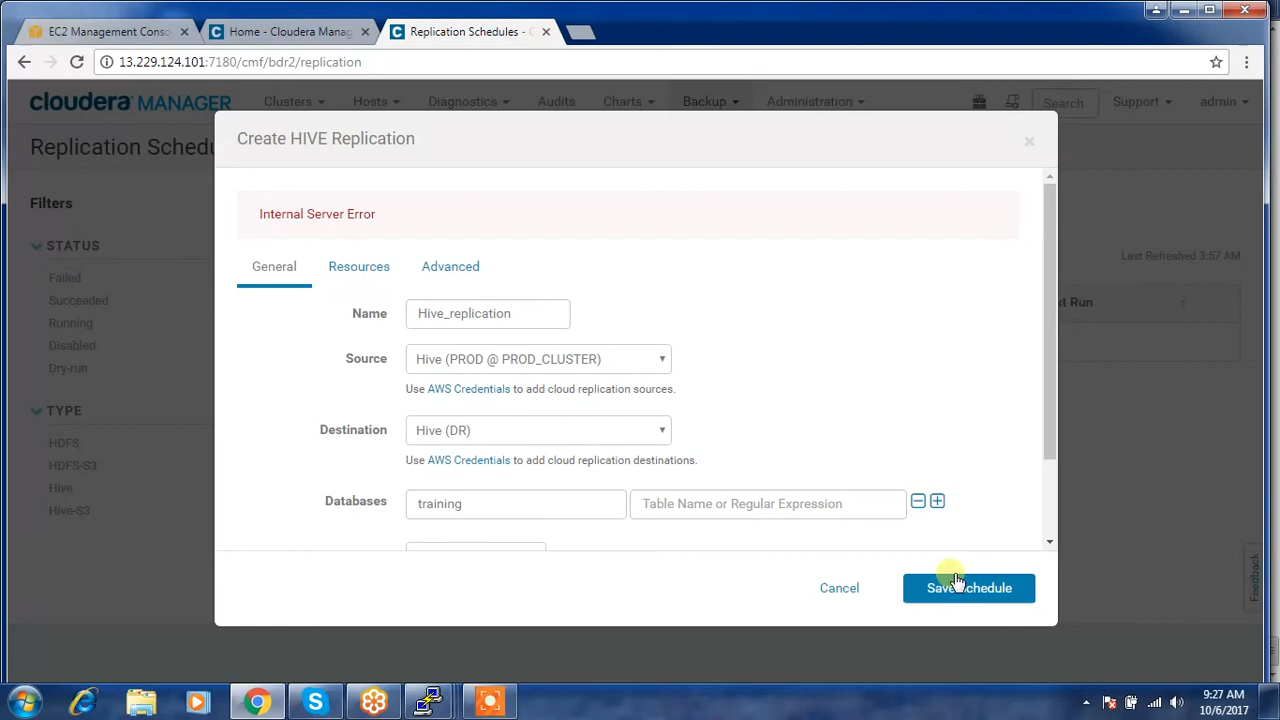 EC2 Management Conso
Home - Cloudera Manag
Replication Schedules - C
13.229.124.101:7180/cmf/bdr2/replication
cloudera MANAGER
Clusters
Hosts
Diagnostics
Audits
Charts
Backup
Administration
Search
Support
admin
Replication Schedu
Create HIVE Replication
Filters
STATUS
Failed
Succeeded
Running
Disabled
Dry-run
TYPE
HDFS
HDFS-S3
Hive
Hive-S3
Internal Server Error
Last Refreshed 3:57 AM
xt Run
General
Resources
Advanced
Name
Hive_replication
Source
Hive (PROD @ PROD_CLUSTER)
Use AWS Credentials to add cloud replication sources.
Destination
Hive (DR)
Use AWS Credentials to add cloud replication destinations.
Databases
training
Table Name or Regular Expression
Cancel
Save Schedule
Feedback
9:27 AM
10/6/2017